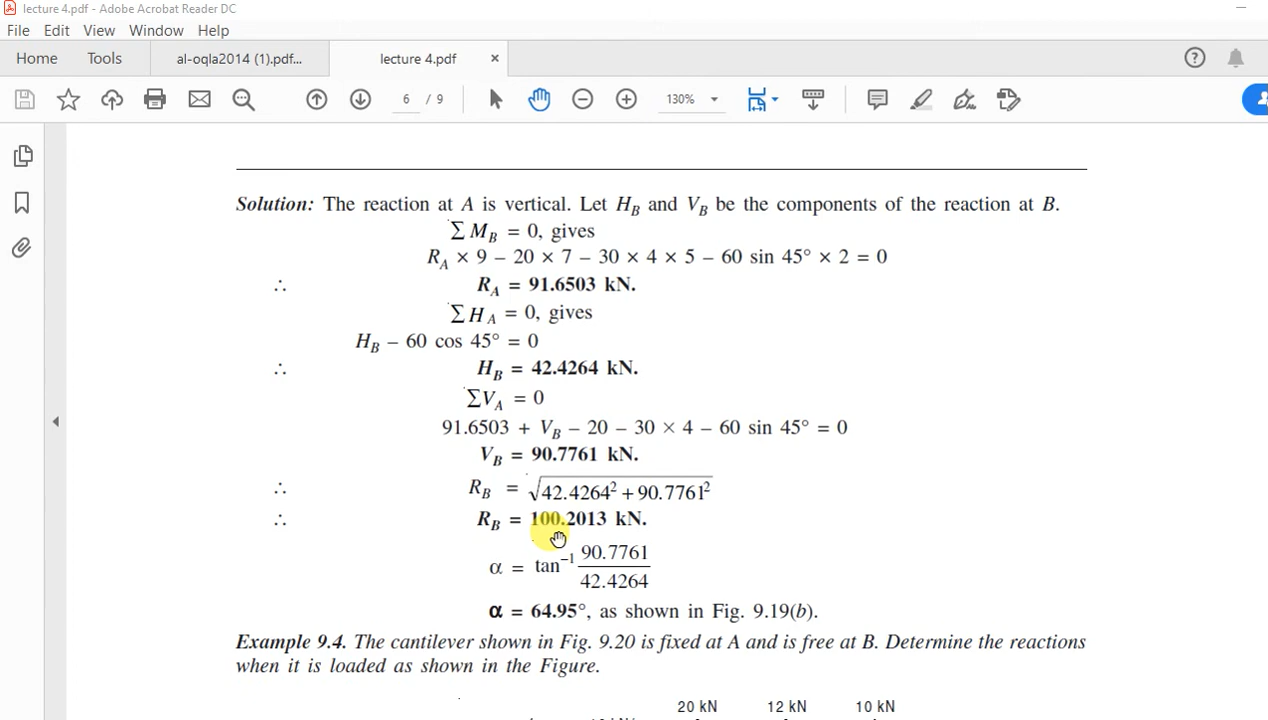 lecture 4.pdf - Adobe Acrobat Reader DC
File Edit View Window Help
Home Tools al-oqla2014 (1).pdf... lecture 4.pdf ×
6 / 9 130%
Solution: The reaction at A is vertical. Let H_B and V_B be the components of the reaction at B.
∑ M_B = 0, gives
R_A × 9 – 20 × 7 – 30 × 4 × 5 – 60 sin 45° × 2 = 0
∴ R_A = 91.6503 kN.
∑ H_A = 0, gives
H_B – 60 cos 45° = 0
∴ H_B = 42.4264 kN.
∑V_A = 0
91.6503 + V_B – 20 – 30 × 4 – 60 sin 45° = 0
V_B = 90.7761 kN.
∴ R_B = √42.4264² + 90.7761²
∴ R_B = 100.2013 kN.
α = tan⁻¹ 90.7761
42.4264
α = 64.95°, as shown in Fig. 9.19(b).
Example 9.4. The cantilever shown in Fig. 9.20 is fixed at A and is free at B. Determine the reactions
when it is loaded as shown in the Figure.
20 kN 12 kN 10 kN